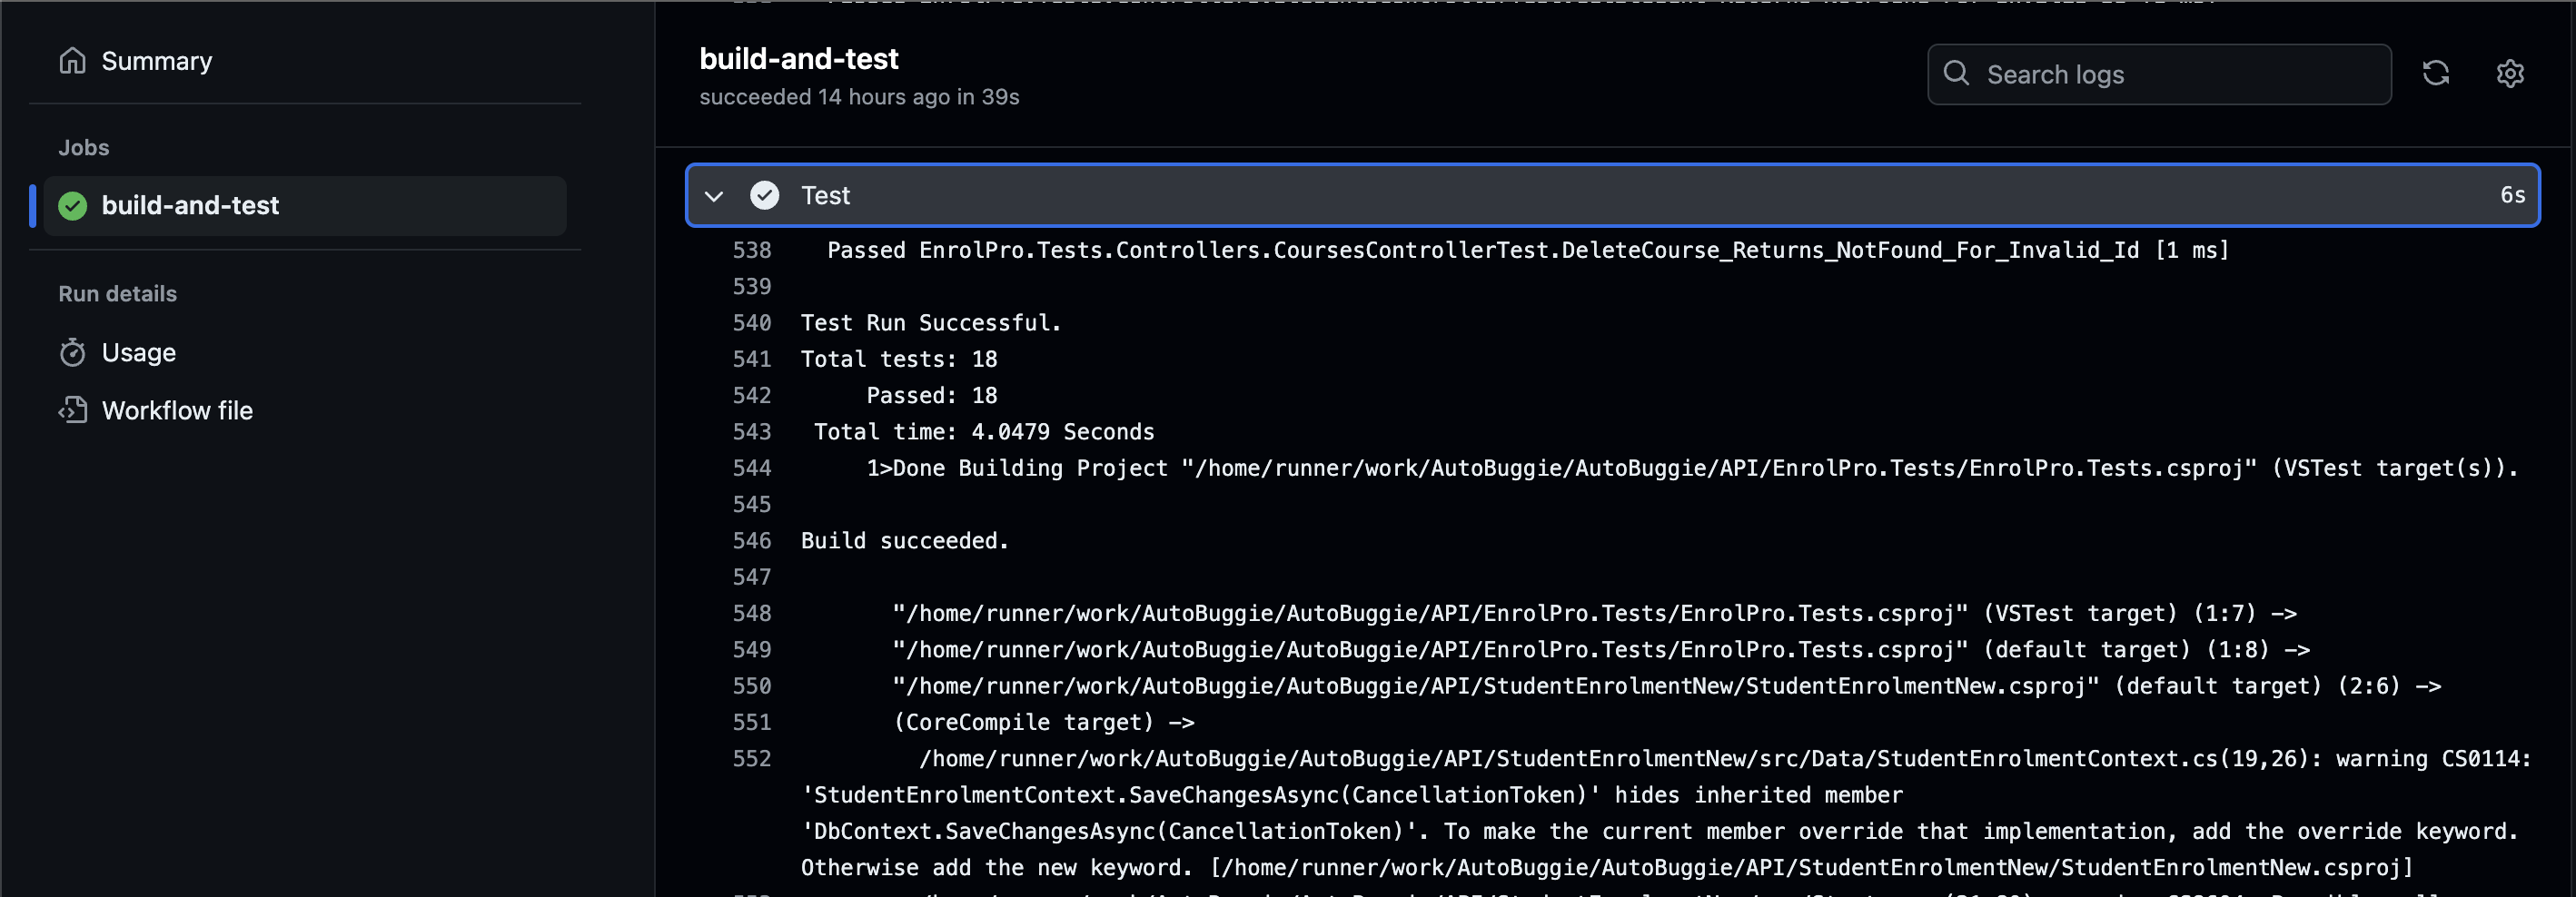 Summary
Jobs
build-and-test
Run details
Usage
Workflow file
build-and-test
succeeded 14 hours ago in 39s
Search logs
Test 6s
538 Passed EnrolPro.Tests.Controllers.CoursesControllerTest.DeleteCourse_Returns_NotFound_For_Invalid_Id [1 ms]
539
540 Test Run Successful.
541 Total tests: 18
542 Passed: 18
543 Total time: 4.0479 Seconds
544 1>Done Building Project "/home/runner/work/AutoBuggie/AutoBuggie/API/EnrolPro.Tests/EnrolPro.Tests.csproj" (VSTest target(s)).
545
546 Build succeeded.
547
548 "/home/runner/work/AutoBuggie/AutoBuggie/API/EnrolPro.Tests/EnrolPro.Tests.csproj" (VSTest target) (1:7) ->
549 "/home/runner/work/AutoBuggie/AutoBuggie/API/EnrolPro.Tests/EnrolPro.Tests.csproj" (default target) (1:8) ->
550 "/home/runner/work/AutoBuggie/AutoBuggie/API/StudentEnrolmentNew/StudentEnrolmentNew.csproj" (default target) (2:6) ->
551 (CoreCompile target) ->
552 /home/runner/work/AutoBuggie/AutoBuggie/API/StudentEnrolmentNew/src/Data/StudentEnrolmentContext.cs(19,26): warning CS0114:
'StudentEnrolmentContext.SaveChangesAsync(CancellationToken)' hides inherited member
'DbContext.SaveChangesAsync(CancellationToken)'. To make the current member override that implementation, add the override keyword.
Otherwise add the new keyword. [/home/runner/work/AutoBuggie/AutoBuggie/API/StudentEnrolmentNew/StudentEnrolmentNew.csproj]